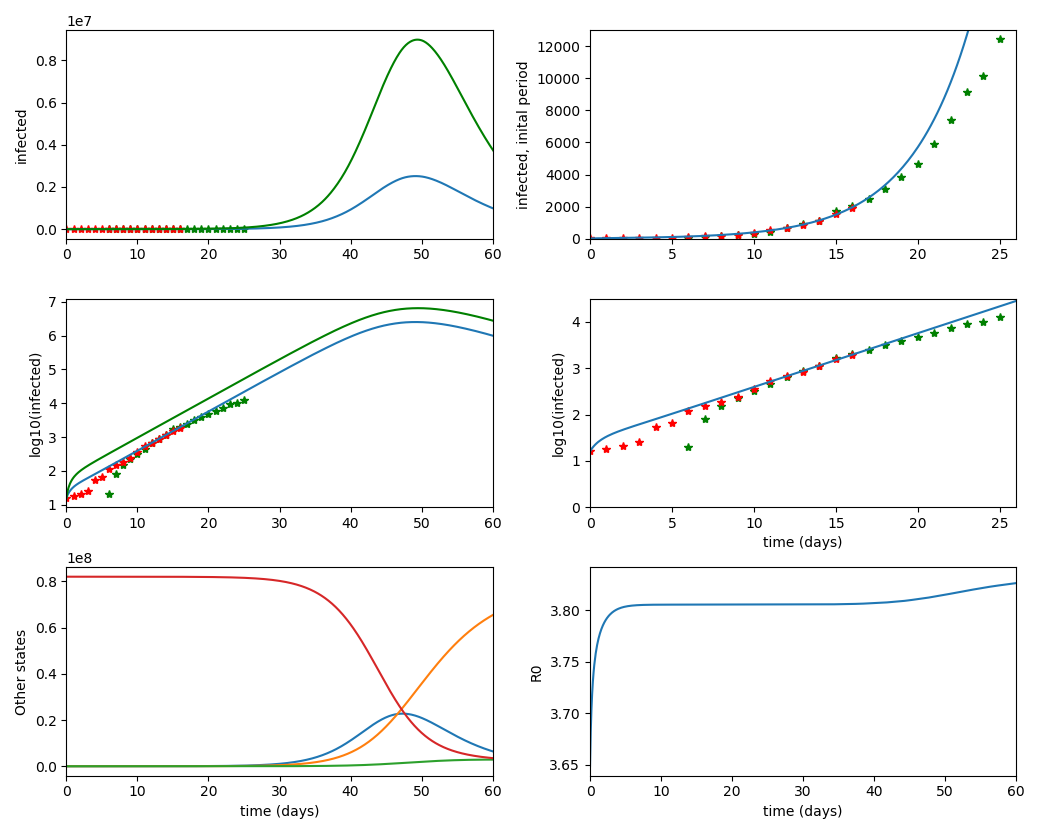 1e7
infected
0.8
0.6
0.4
0.2
0.0
0 10 20 30 40 50 60
infected, inital period
12000
10000
8000
6000
4000
2000
0
0 5 10 15 20 25
log10(infected)
7
6
5
4
3
2
1
0 10 20 30 40 50 60
log10(infected)
4
3
2
1
0
0 5 10 15 20 25
time (days)
1e8
Other states
0.8
0.6
0.4
0.2
0.0
0 10 20 30 40 50 60
time (days)
R0
3.80
3.75
3.70
3.65
0 10 20 30 40 50 60
time (days)